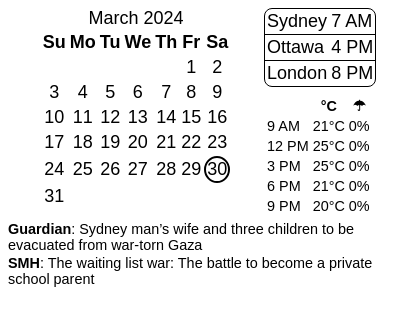 March 2024
Su Mo Tu We Th Fr Sa
1 2
3 4 5 6 7 8 9
10 11 12 13 14 15 16
17 18 19 20 21 22 23
24 25 26 27 28 29 30
31
Sydney 7 AM
Ottawa 4 PM
London 8 PM
°C ☂
9 AM 21°C 0%
12 PM 25°C 0%
3 PM 25°C 0%
6 PM 21°C 0%
9 PM 20°C 0%
Guardian: Sydney man’s wife and three children to be
evacuated from war-torn Gaza
SMH: The waiting list war: The battle to become a private
school parent